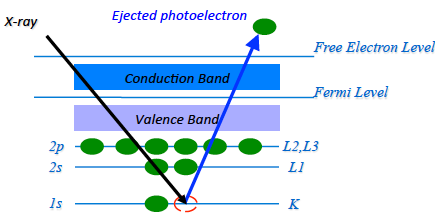 Ejected photoelectron
X-ray
Free Electron Level
Conduction Band
Fermi Level
Valence Band
2p L2,L3
2s L1
1s K